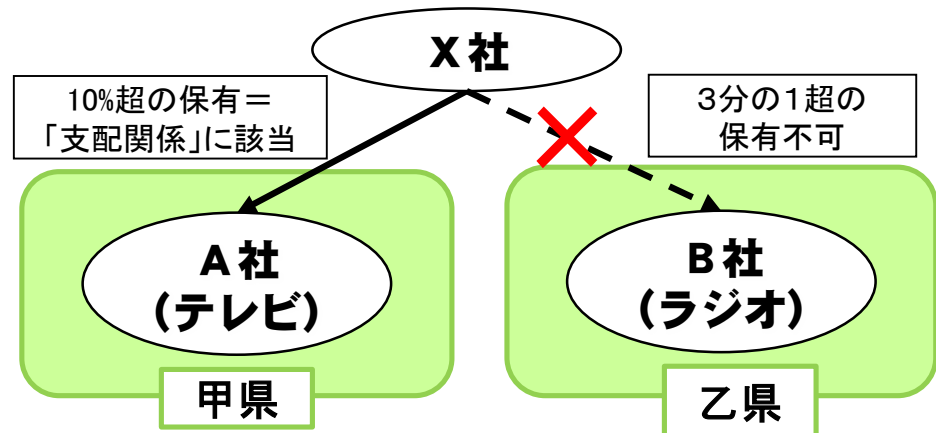 X社
10%超の保有=
「支配関係」に該当
3分の1超の
保有不可
A社
(テレビ)
B社
(ラジオ)
甲県
乙県